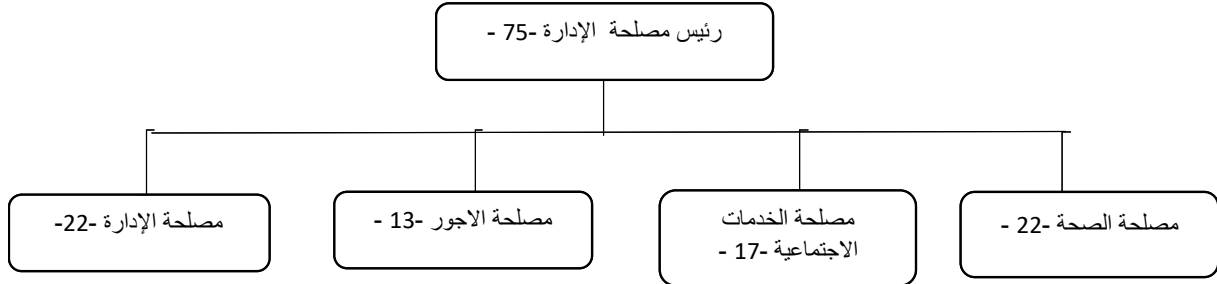 رئيس مصلحة الإدارة -75 -
مصلحة الصحة -22 -
مصلحة الخدمات
الاجتماعية -17 -
مصلحة الاجور -13 -
مصلحة الإدارة -22-